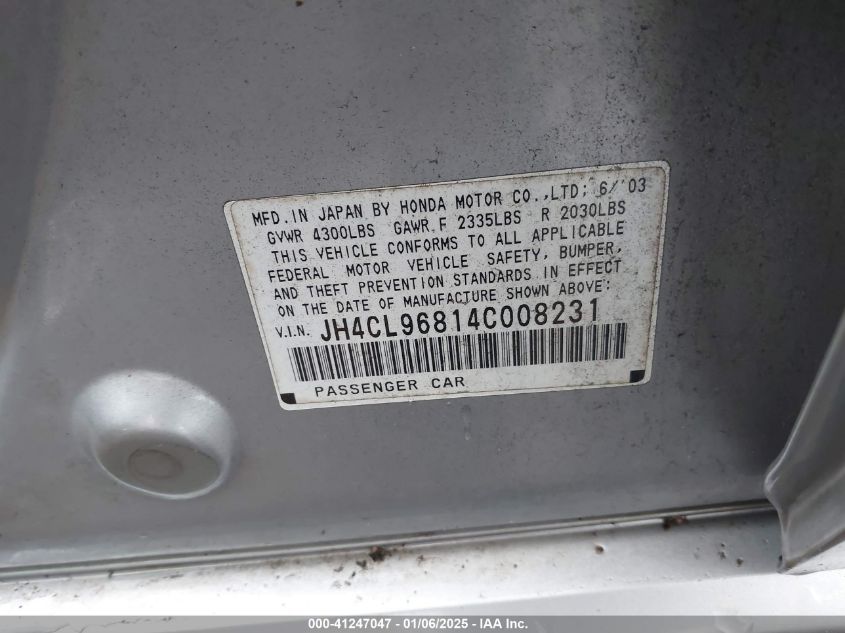 MFD. IN JAPAN BY HONDA MOTOR CO.,LTD; 6/'03
GVWR 4300LBS GAWR F 2335LBS R 2030LBS
THIS VEHICLE CONFORMS TO ALL APPLICABLE
FEDERAL MOTOR VEHICLE SAFETY, BUMPER,
AND THEFT PREVENTION STANDARDS IN EFFECT
ON THE DATE OF MANUFACTURE SHOWN ABOVE:
V.I.N. JH4CL96814C008231
PASSENGER CAR
000-41247047 - 01/06/2025 - IAA Inc.